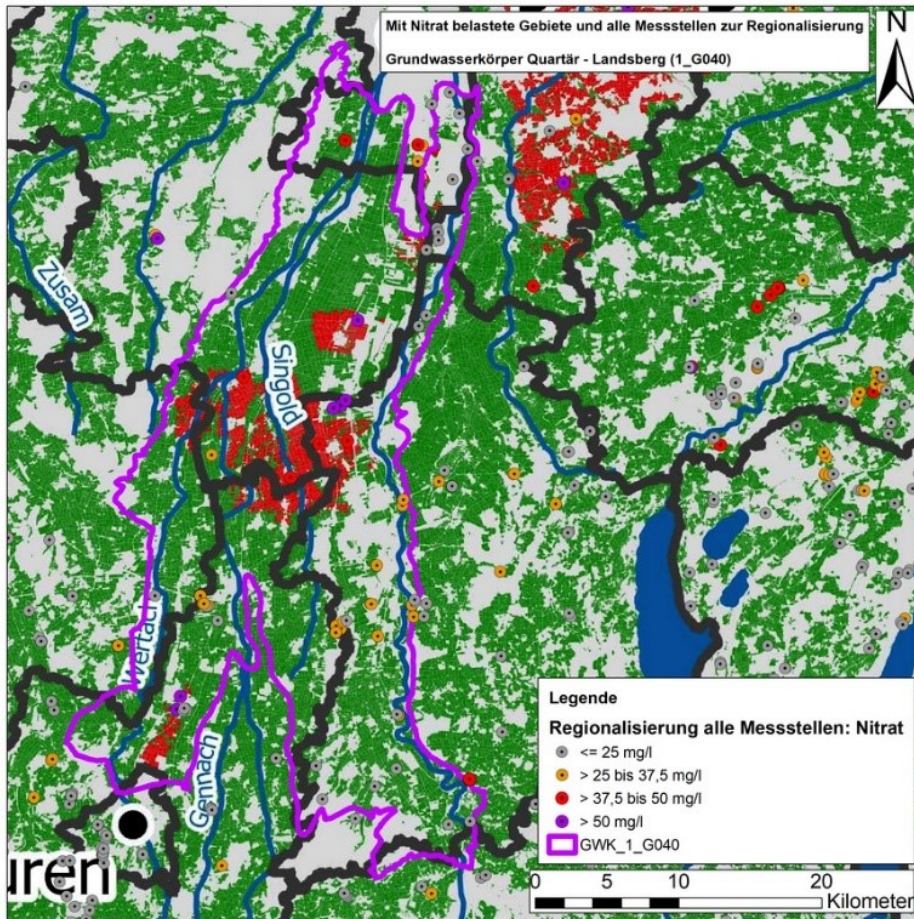 Mit Nitrat belastete Gebiete und alle Messstellen zur Regionalisierung
Grundwasserkörper Quartär - Landsberg (1_G040)
N
Zusam
Singold
Wertach
Gennach
uren
Legende
Regionalisierung alle Messstellen: Nitrat
<= 25 mg/l
> 25 bis 37,5 mg/l
> 37,5 bis 50 mg/l
> 50 mg/l
GWK_1_G040
0 5 10 20
Kilometer